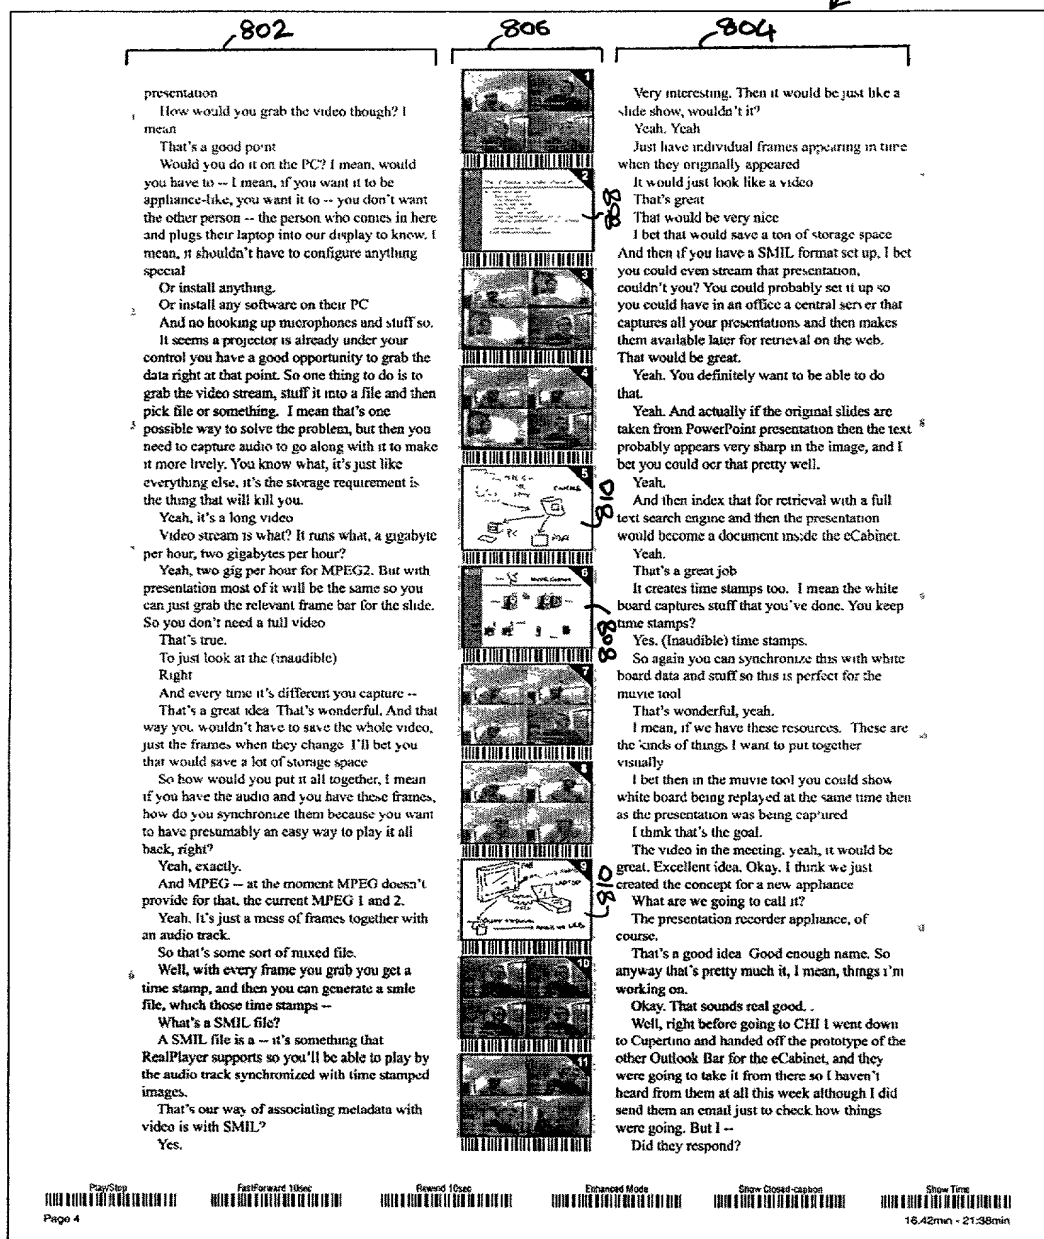 802
806
804
presentation
How would you grab the video though? I
mean
That's a good point
Would you do it on the PC? I mean, would
you have to -- I mean, if you want it to be
appliance-like, you want it to -- you don't want
the other person -- the person who comes in here
and plugs their laptop into our display to know. I
mean, it shouldn't have to configure anything
special
Or install anything.
Or install any software on their PC
And no hooking up microphones and stuff so.
It seems a projector is already under your
control you have a good opportunity to grab the
data right at that point. So one thing to do is to
grab the video stream, stuff it into a file and then
pick file or something. I mean that's one
possible way to solve the problem, but then you
need to capture audio to go along with it to make
it more lively. You know what, it's just like
everything else, it's the storage requirement is
the thing that will kill you.
Yeah, it's a long video
Video stream is what? It runs what, a gigabyte
per hour, two gigabytes per hour?
Yeah, two gig per hour for MPEG2. But with
presentation most of it will be the same so you
can just grab the relevant frame bar for the slide.
So you don't need a full video
That's true.
To just look at the (inaudible)
Right
And every time it's different you capture --
That's a great idea That's wonderful. And that
way you wouldn't have to save the whole video,
just the frames when they change I'll bet you
that would save a lot of storage space
So how would you put it all together, I mean
if you have the audio and you have these frames,
how do you synchronize them because you want
to have presumably an easy way to play it all
back, right?
Yeah, exactly.
And MPEG -- at the moment MPEG doesn't
provide for that, the current MPEG 1 and 2.
Yeah. It's just a mess of frames together with
an audio track.
So that's some sort of mixed file.
Well, with every frame you grab you get a
time stamp, and then you can generate a smle
file, which those time stamps --
What's a SMIL file?
A SMIL file is a -- it's something that
RealPlayer supports so you'll be able to play by
the audio track synchronized with time stamped
images.
That's our way of associating metadata with
video is with SMIL?
Yes.
1
2
808
3
4
5
810
6
808
7
8
9
810
10
11
Very interesting. Then it would be just like a
slide show, wouldn't it?
Yeah. Yeah
Just have individual frames appearing in time
when they originally appeared
It would just look like a video
That's great
That would be very nice
I bet that would save a ton of storage space
And then if you have a SMIL format set up, I bet
you could even stream that presentation,
couldn't you? You could probably set it up so
you could have in an office a central server that
captures all your presentations and then makes
them available later for retrieval on the web.
That would be great.
Yeah. You definitely want to be able to do
that.
Yeah. And actually if the original slides are
taken from PowerPoint presentation then the text
probably appears very sharp in the image, and I
bet you could ocr that pretty well.
Yeah.
And then index that for retrieval with a full
text search engine and then the presentation
would become a document inside the eCabinet.
Yeah.
That's a great job
It creates time stamps too. I mean the white
board captures stuff that you've done. You keep
time stamps?
Yes. (Inaudible) time stamps.
So again you can synchronize this with white
board data and stuff so this is perfect for the
muvie tool
That's wonderful, yeah.
I mean, if we have these resources. These are
the kinds of things I want to put together
visually
I bet then in the muvie tool you could show
white board being replayed at the same time then
as the presentation was being captured
I think that's the goal.
The video in the meeting, yeah, it would be
great. Excellent idea. Okay. I think we just
created the concept for a new appliance
What are we going to call it?
The presentation recorder appliance, of
course.
That's a good idea Good enough name. So
anyway that's pretty much it, I mean, things I'm
working on.
Okay. That sounds real good. .
Well, right before going to CHI I went down
to Cupertino and handed off the prototype of the
other Outlook Bar for the eCabinet, and they
were going to take it from there so I haven't
heard from them at all this week although I did
send them an email just to check how things
were going. But I --
Did they respond?
Play/Stop
FastForward 10sec
Rewind 10sec
Enhanced Mode
Show Closed-caption
Show Time
Page 4
16.42min - 21:38min